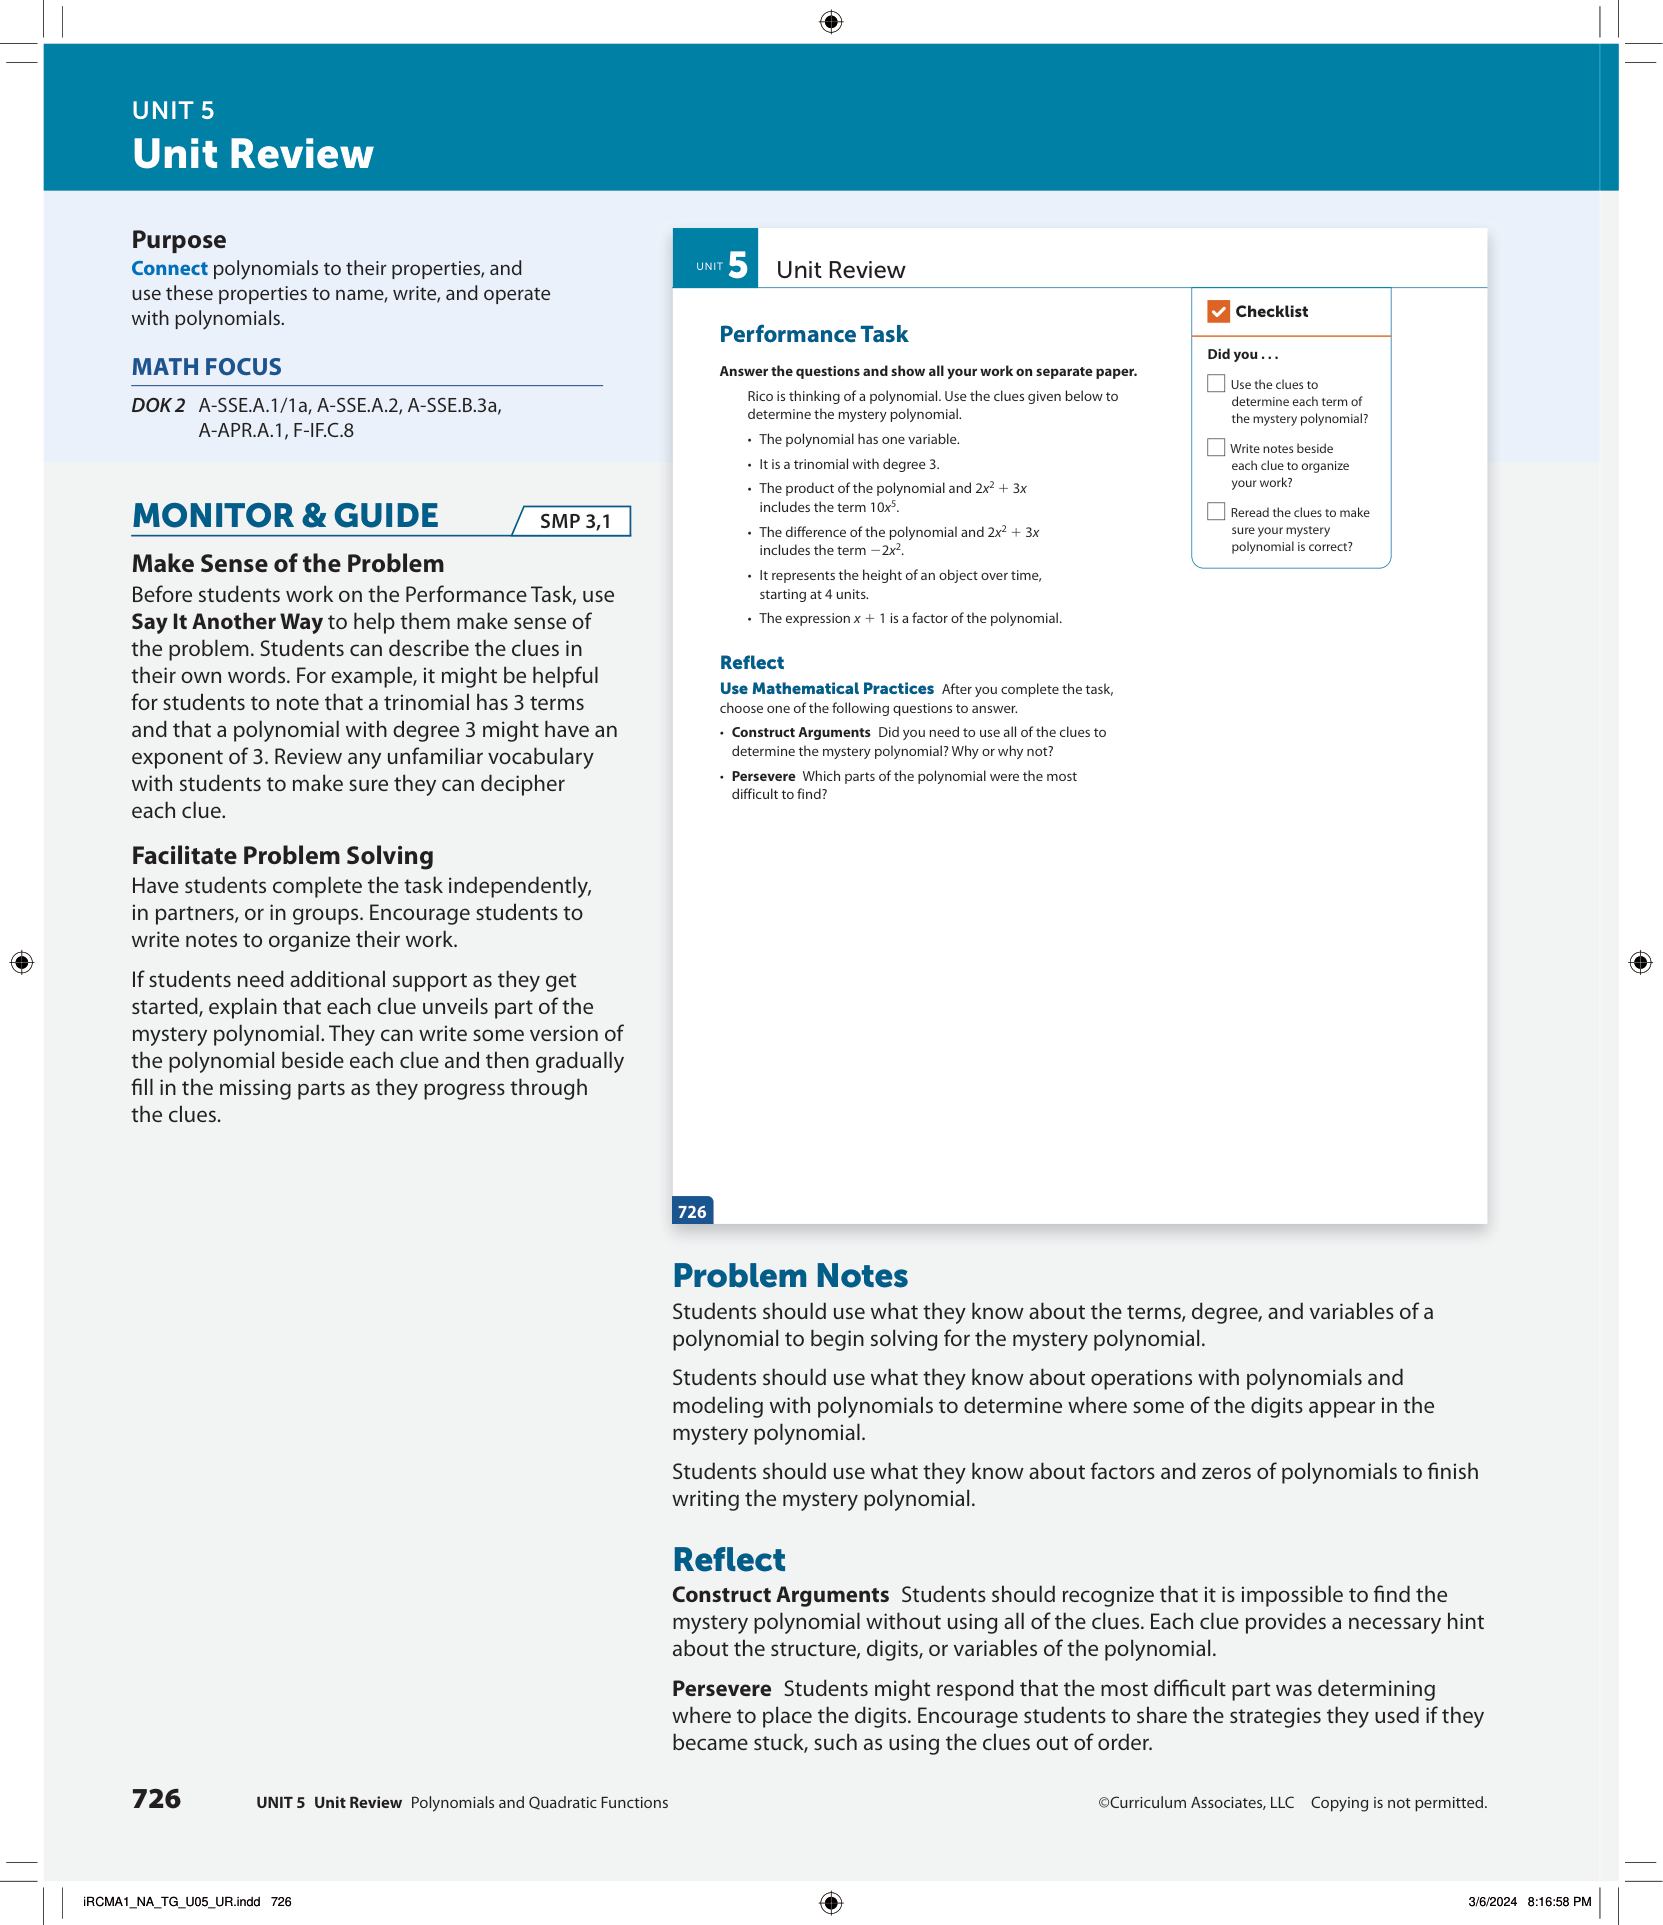 UNIT 5
Unit Review
Purpose
Connect polynomials to their properties, and
use these properties to name, write, and operate
with polynomials.
MATH FOCUS
DOK 2 A-SSE.A.1/1a, A-SSE.A.2, A-SSE.B.3a,
A-APR.A.1, F-IF.C.8
MONITOR & GUIDE
SMP 3,1
Make Sense of the Problem
Before students work on the Performance Task, use
Say It Another Way to help them make sense of
the problem. Students can describe the clues in
their own words. For example, it might be helpful
for students to note that a trinomial has 3 terms
and that a polynomial with degree 3 might have an
exponent of 3. Review any unfamiliar vocabulary
with students to make sure they can decipher
each clue.
Facilitate Problem Solving
Have students complete the task independently,
in partners, or in groups. Encourage students to
write notes to organize their work.
If students need additional support as they get
started, explain that each clue unveils part of the
mystery polynomial. They can write some version of
the polynomial beside each clue and then gradually
fill in the missing parts as they progress through
the clues.
UNIT 5 Unit Review
Performance Task
Answer the questions and show all your work on separate paper.
Rico is thinking of a polynomial. Use the clues given below to
determine the mystery polynomial.
• The polynomial has one variable.
• It is a trinomial with degree 3.
• The product of the polynomial and 2x² + 3x
includes the term 10x⁵.
• The difference of the polynomial and 2x² + 3x
includes the term −2x².
• It represents the height of an object over time,
starting at 4 units.
• The expression x + 1 is a factor of the polynomial.
Reflect
Use Mathematical Practices After you complete the task,
choose one of the following questions to answer.
• Construct Arguments Did you need to use all of the clues to
determine the mystery polynomial? Why or why not?
• Persevere Which parts of the polynomial were the most
difficult to find?
Checklist
Did you . . .
Use the clues to
determine each term of
the mystery polynomial?
Write notes beside
each clue to organize
your work?
Reread the clues to make
sure your mystery
polynomial is correct?
726
Problem Notes
Students should use what they know about the terms, degree, and variables of a
polynomial to begin solving for the mystery polynomial.
Students should use what they know about operations with polynomials and
modeling with polynomials to determine where some of the digits appear in the
mystery polynomial.
Students should use what they know about factors and zeros of polynomials to finish
writing the mystery polynomial.
Reflect
Construct Arguments Students should recognize that it is impossible to find the
mystery polynomial without using all of the clues. Each clue provides a necessary hint
about the structure, digits, or variables of the polynomial.
Persevere Students might respond that the most difficult part was determining
where to place the digits. Encourage students to share the strategies they used if they
became stuck, such as using the clues out of order.
726 UNIT 5 Unit Review Polynomials and Quadratic Functions
©Curriculum Associates, LLC Copying is not permitted.
iRCMA1_NA_TG_U05_UR.indd 726
3/6/2024 8:16:58 PM